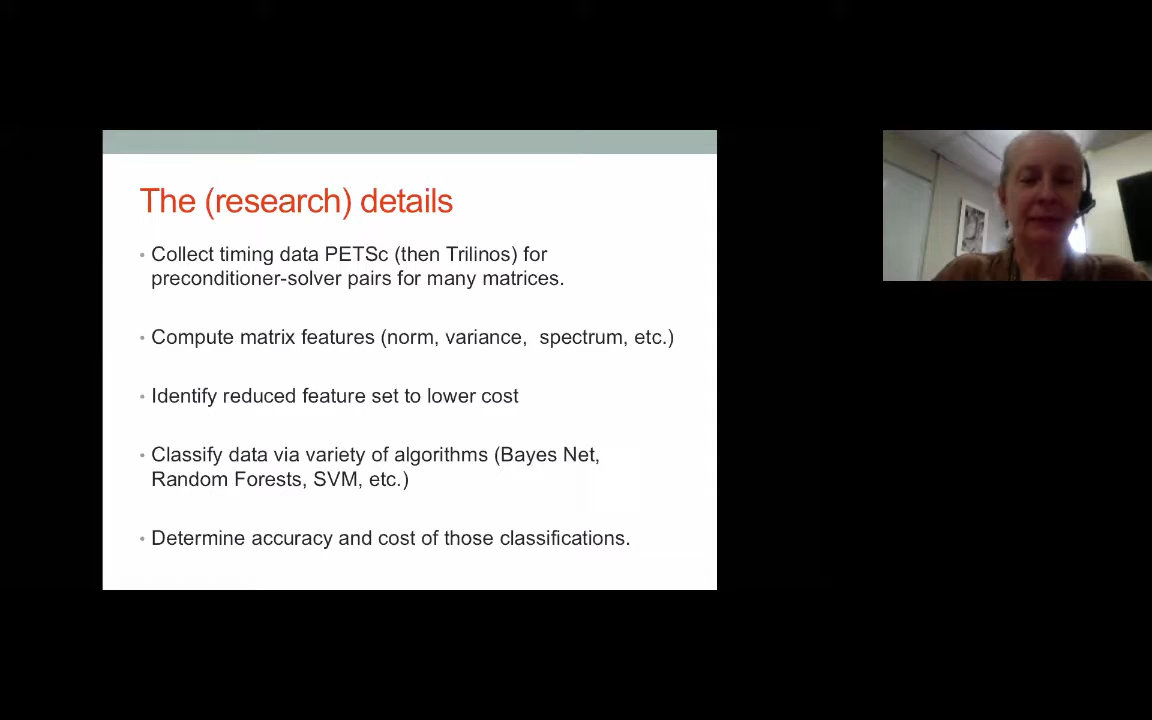 The (research) details
• Collect timing data PETSc (then Trilinos) for
preconditioner-solver pairs for many matrices.
• Compute matrix features (norm, variance,  spectrum, etc.)
• Identify reduced feature set to lower cost
• Classify data via variety of algorithms (Bayes Net,
Random Forests, SVM, etc.)
• Determine accuracy and cost of those classifications.